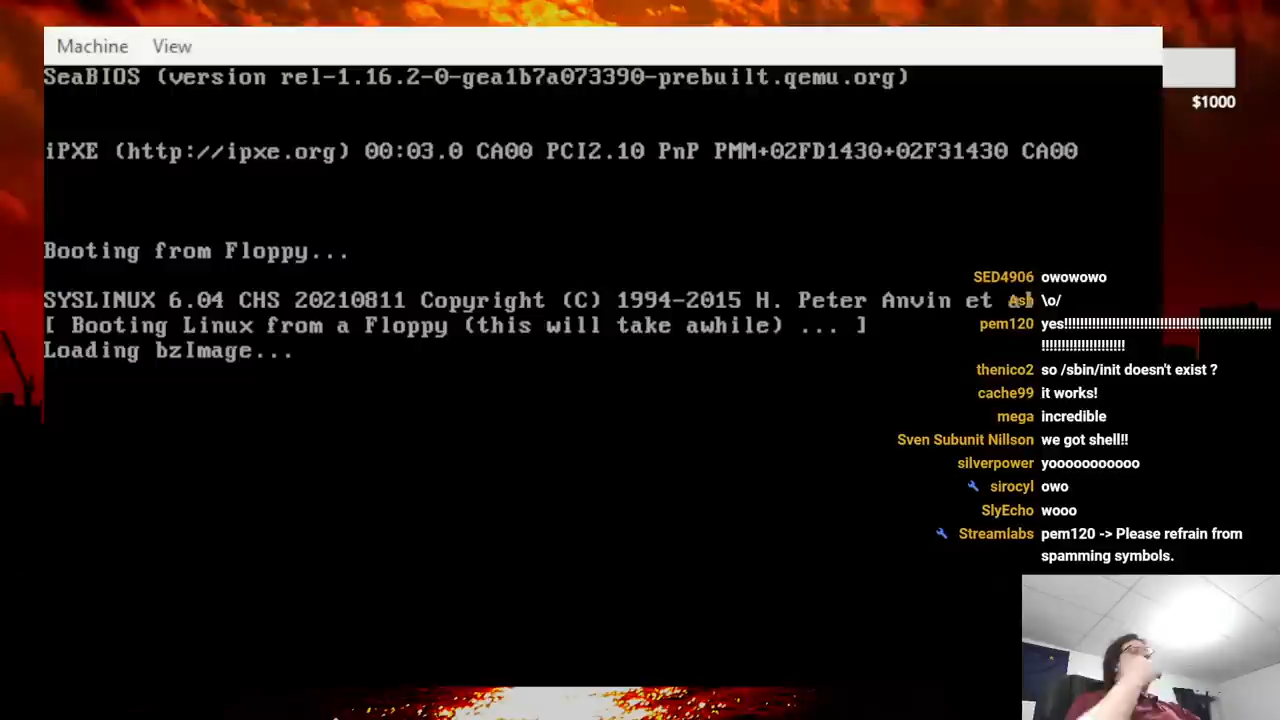 Machine View
SeaBIOS (version rel-1.16.2-0-gea1b7a073390-prebuilt.qemu.org)
$1000
iPXE (http://ipxe.org) 00:03.0 CA00 PCI2.10 PnP PMM+02FD1430+02F31430 CA00
Booting from Floppy...
SYSLINUX 6.04 CHS 20210811 Copyright (C) 1994-2015 H. Peter Anvin et al
[ Booting Linux from a Floppy (this will take awhile) ... ]
Loading bzImage...
SED4906 owowowo
\o/
pem120 yes!!!!!!!!!!!!!!!!!!!!!!!!!!!!!!!!!!!!!!!!!!!!!!
!!!!!!!!!!!!!!!!!!!!
thenico2 so /sbin/init doesn't exist ?
cache99 it works!
mega incredible
Sven Subunit Nillson we got shell!!
silverpower yooooooooooo
sirocyl owo
SlyEcho wooo
Streamlabs pem120 -> Please refrain from
spamming symbols.